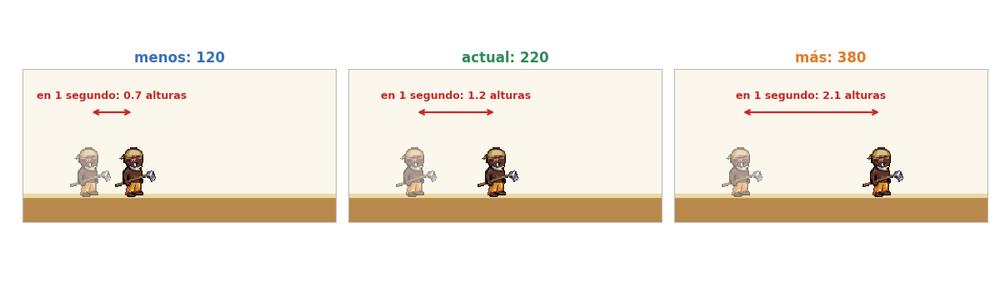 menos: 120
en 1 segundo: 0.7 alturas
actual: 220
en 1 segundo: 1.2 alturas
más: 380
en 1 segundo: 2.1 alturas